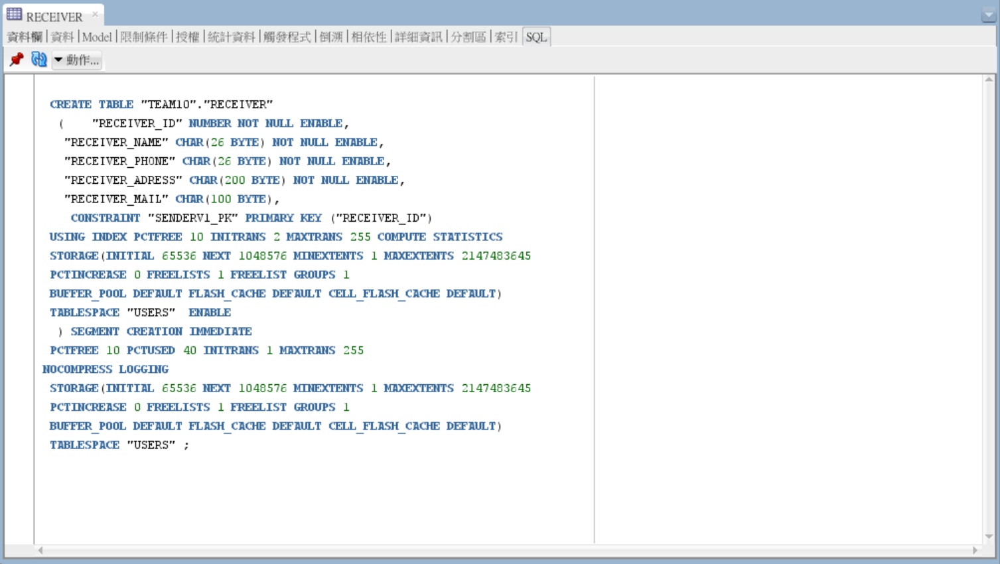 RECEIVER
資料欄 資料 Model 限制條件 授權 統計資料 觸發程式 倒溯 相依性 詳細資訊 分割區 索引 SQL
動作...
CREATE TABLE "TEAM10"."RECEIVER"
( "RECEIVER_ID" NUMBER NOT NULL ENABLE,
"RECEIVER_NAME" CHAR(26 BYTE) NOT NULL ENABLE,
"RECEIVER_PHONE" CHAR(26 BYTE) NOT NULL ENABLE,
"RECEIVER_ADRESS" CHAR(200 BYTE) NOT NULL ENABLE,
"RECEIVER_MAIL" CHAR(100 BYTE),
CONSTRAINT "SENDERV1_PK" PRIMARY KEY ("RECEIVER_ID")
USING INDEX PCTFREE 10 INITRANS 2 MAXTRANS 255 COMPUTE STATISTICS
STORAGE(INITIAL 65536 NEXT 1048576 MINEXTENTS 1 MAXEXTENTS 2147483645
PCTINCREASE 0 FREELISTS 1 FREELIST GROUPS 1
BUFFER_POOL DEFAULT FLASH_CACHE DEFAULT CELL_FLASH_CACHE DEFAULT)
TABLESPACE "USERS"  ENABLE
) SEGMENT CREATION IMMEDIATE
PCTFREE 10 PCTUSED 40 INITRANS 1 MAXTRANS 255
NOCOMPRESS LOGGING
STORAGE(INITIAL 65536 NEXT 1048576 MINEXTENTS 1 MAXEXTENTS 2147483645
PCTINCREASE 0 FREELISTS 1 FREELIST GROUPS 1
BUFFER_POOL DEFAULT FLASH_CACHE DEFAULT CELL_FLASH_CACHE DEFAULT)
TABLESPACE "USERS" ;